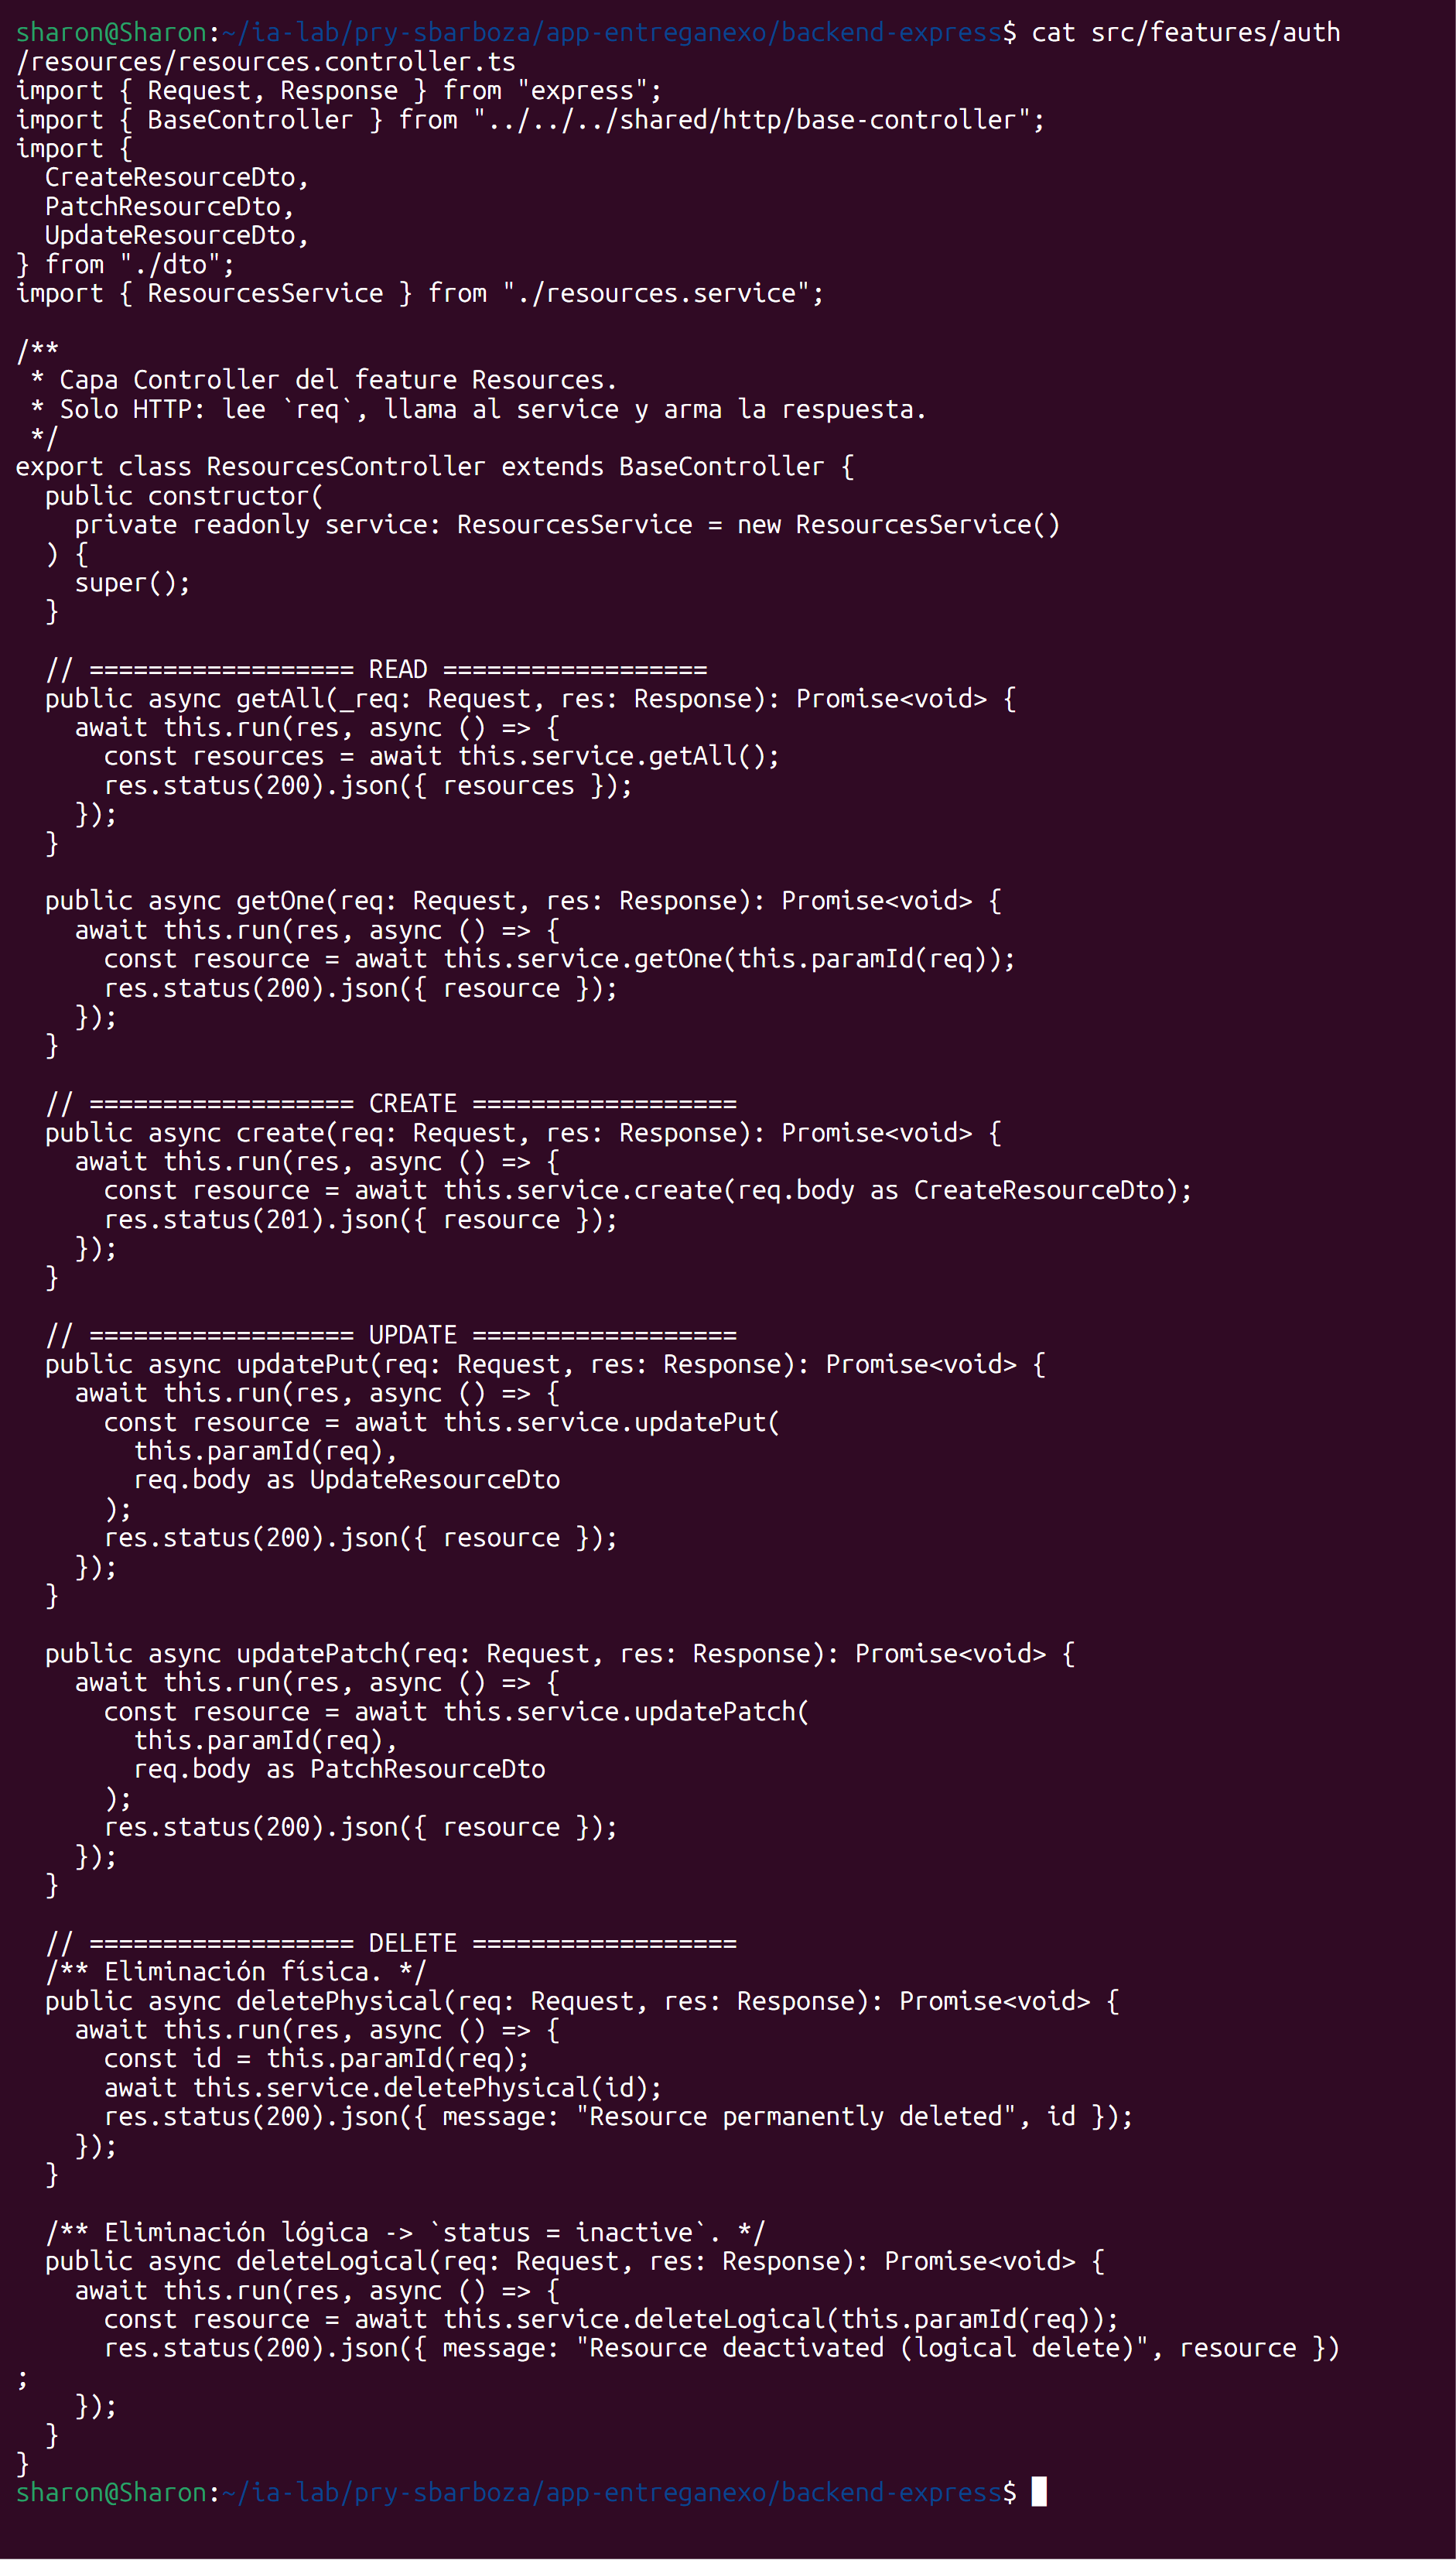 sharon@Sharon:~/ia-lab/pry-sbarboza/app-entreganexo/backend-express$ cat src/features/auth
/resources/resources.controller.ts
import { Request, Response } from "express";
import { BaseController } from "../../../shared/http/base-controller";
import {
  CreateResourceDto,
  PatchResourceDto,
  UpdateResourceDto,
} from "./dto";
import { ResourcesService } from "./resources.service";

/**
 * Capa Controller del feature Resources.
 * Solo HTTP: lee `req`, llama al service y arma la respuesta.
 */
export class ResourcesController extends BaseController {
  public constructor(
    private readonly service: ResourcesService = new ResourcesService()
  ) {
    super();
  }

  // ================== READ ==================
  public async getAll(_req: Request, res: Response): Promise<void> {
    await this.run(res, async () => {
      const resources = await this.service.getAll();
      res.status(200).json({ resources });
    });
  }

  public async getOne(req: Request, res: Response): Promise<void> {
    await this.run(res, async () => {
      const resource = await this.service.getOne(this.paramId(req));
      res.status(200).json({ resource });
    });
  }

  // ================== CREATE ==================
  public async create(req: Request, res: Response): Promise<void> {
    await this.run(res, async () => {
      const resource = await this.service.create(req.body as CreateResourceDto);
      res.status(201).json({ resource });
    });
  }

  // ================== UPDATE ==================
  public async updatePut(req: Request, res: Response): Promise<void> {
    await this.run(res, async () => {
      const resource = await this.service.updatePut(
        this.paramId(req),
        req.body as UpdateResourceDto
      );
      res.status(200).json({ resource });
    });
  }

  public async updatePatch(req: Request, res: Response): Promise<void> {
    await this.run(res, async () => {
      const resource = await this.service.updatePatch(
        this.paramId(req),
        req.body as PatchResourceDto
      );
      res.status(200).json({ resource });
    });
  }

  // ================== DELETE ==================
  /** Eliminación física. */
  public async deletePhysical(req: Request, res: Response): Promise<void> {
    await this.run(res, async () => {
      const id = this.paramId(req);
      await this.service.deletePhysical(id);
      res.status(200).json({ message: "Resource permanently deleted", id });
    });
  }

  /** Eliminación lógica -> `status = inactive`. */
  public async deleteLogical(req: Request, res: Response): Promise<void> {
    await this.run(res, async () => {
      const resource = await this.service.deleteLogical(this.paramId(req));
      res.status(200).json({ message: "Resource deactivated (logical delete)", resource })
;
    });
  }
}
sharon@Sharon:~/ia-lab/pry-sbarboza/app-entreganexo/backend-express$